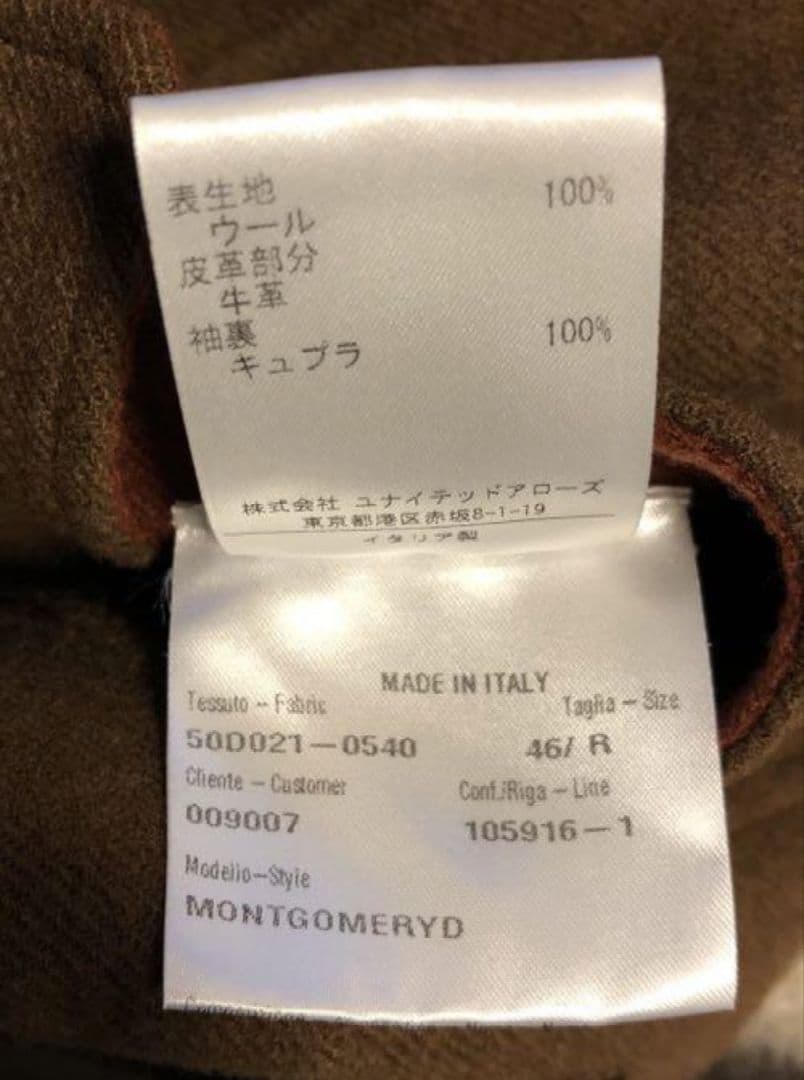 表生地 100%
ウール
皮革部分
牛革
袖裏 100%
キュプラ
株式会社 ユナイテッドアローズ
東京都港区赤坂8-1-19
イタリア製
MADE IN ITALY
Tessuto - Fabric Taglia - Size
50D021-0540 46/ R
Cliente - Customer Conf./Riga - Line
009007 105916-1
Modello-Style
MONTGOMERYD